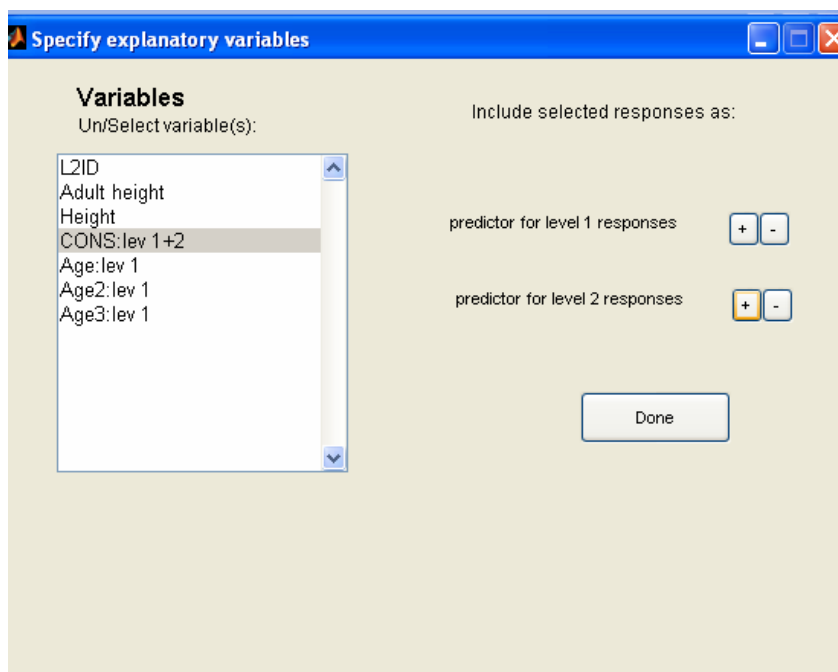 Specify explanatory variables
Variables
Un/Select variable(s):
L2ID
Adult height
Height
CONS:lev 1+2
Age:lev 1
Age2:lev 1
Age3:lev 1
Include selected responses as:
predictor for level 1 responses + -
predictor for level 2 responses + -
Done